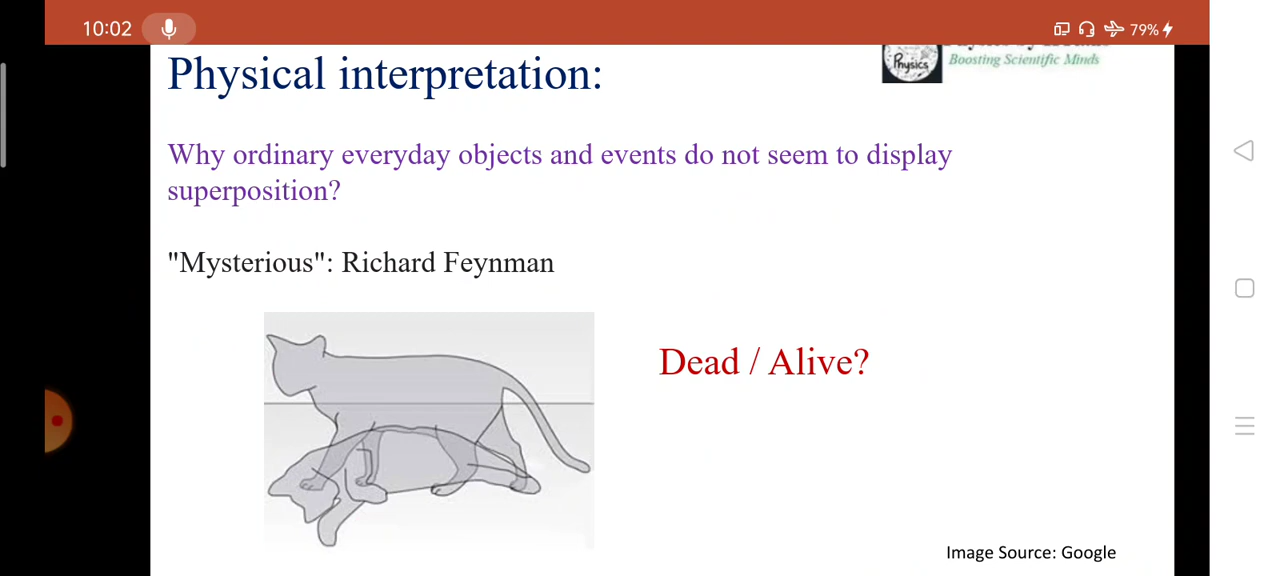 10:02
79%
Physical interpretation:
Physics
Boosting Scientific Minds
Why ordinary everyday objects and events do not seem to display
superposition?
"Mysterious": Richard Feynman
Dead / Alive?
Image Source: Google